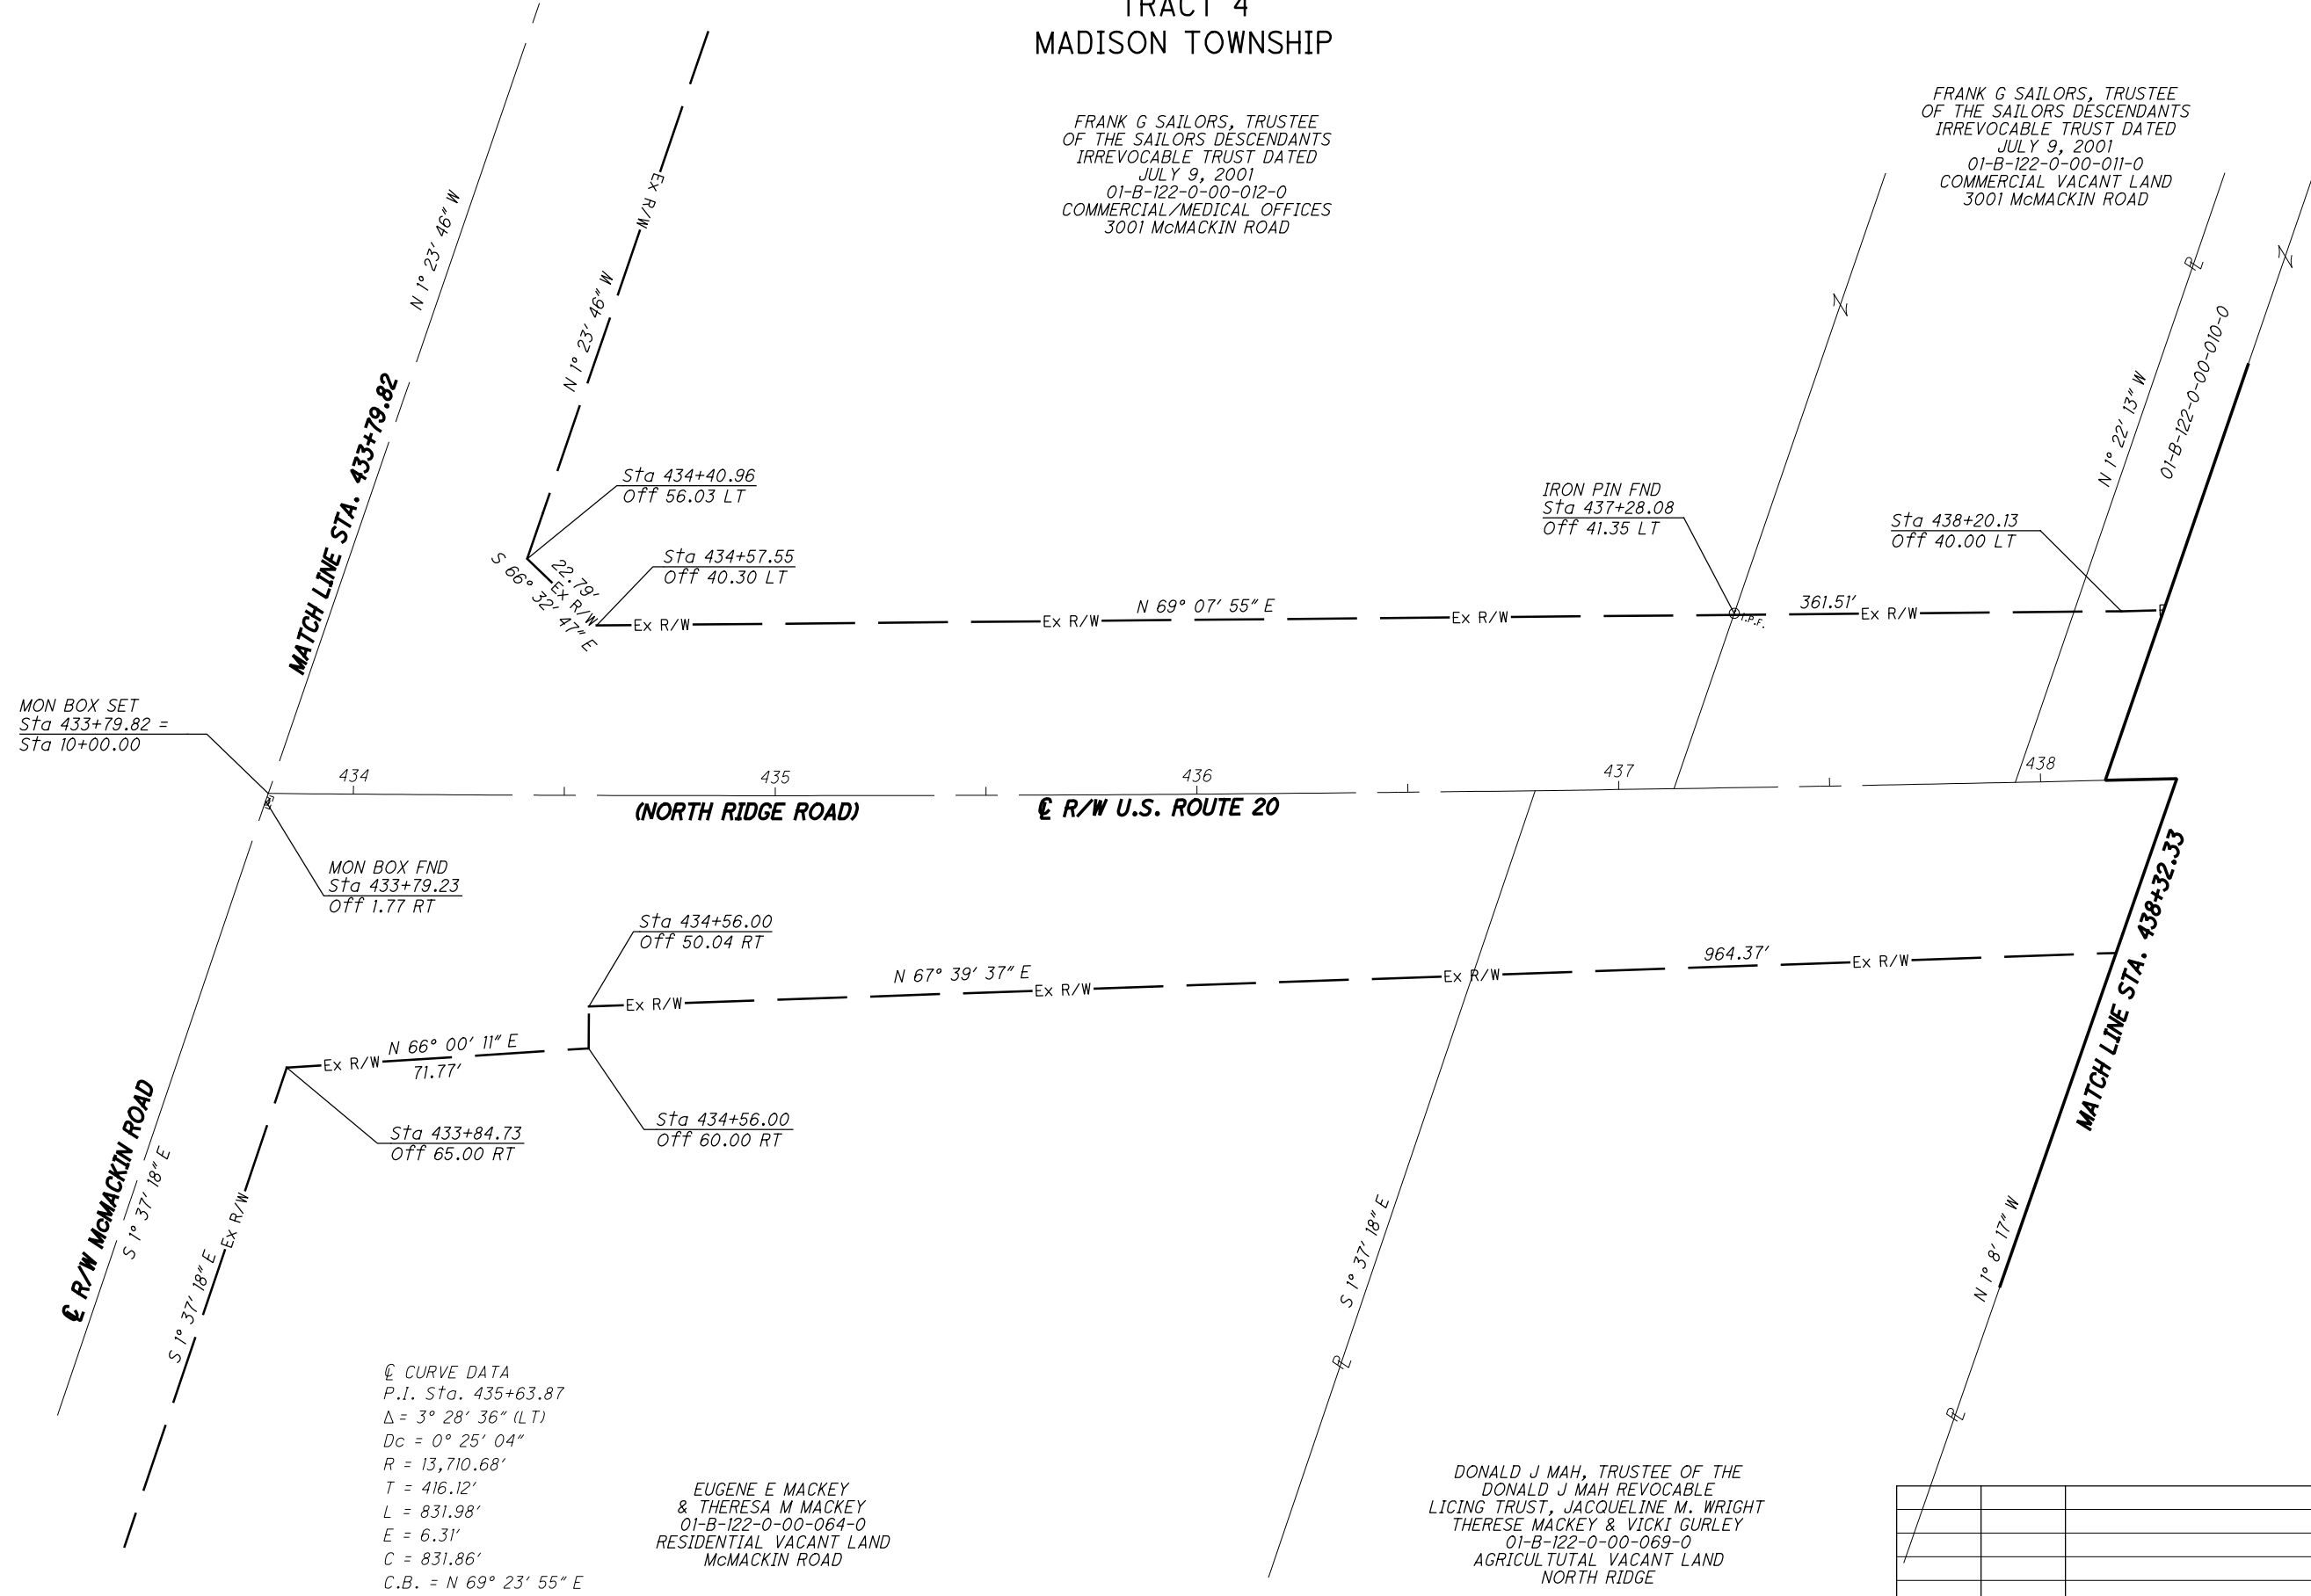 TRACT 4
MADISON TOWNSHIP
FRANK G SAILORS, TRUSTEE
OF THE SAILORS DESCENDANTS
IRREVOCABLE TRUST DATED
JULY 9, 2001
01-B-122-0-00-012-0
COMMERCIAL/MEDICAL OFFICES
3001 McMACKIN ROAD
FRANK G SAILORS, TRUSTEE
OF THE SAILORS DESCENDANTS
IRREVOCABLE TRUST DATED
JULY 9, 2001
01-B-122-0-00-011-0
COMMERCIAL VACANT LAND
3001 McMACKIN ROAD
N 1° 23' 46" W
Ex R/W
N 1° 23' 46" W
MATCH LINE STA. 433+79.82
Sta 434+40.96
Off 56.03 LT
Sta 434+57.55
Off 40.30 LT
22.79'
Ex R/W
S 66° 32' 47" E
IRON PIN FND
Sta 437+28.08
Off 41.35 LT
Sta 438+20.13
Off 40.00 LT
N 1° 22' 13" W
01-B-122-0-00-010-0
PL
Ex R/W
Ex R/W
N 69° 07' 55" E
Ex R/W
I.P.F.
361.51'
Ex R/W
MON BOX SET
Sta 433+79.82 =
Sta 10+00.00
434
435
436
437
438
(NORTH RIDGE ROAD)
℄ R/W U.S. ROUTE 20
MON BOX FND
Sta 433+79.23
Off 1.77 RT
Sta 434+56.00
Off 50.04 RT
Ex R/W
N 67° 39' 37" E
Ex R/W
Ex R/W
964.37'
Ex R/W
MATCH LINE STA. 438+32.33
Ex R/W
N 66° 00' 11" E
71.77'
Sta 433+84.73
Off 65.00 RT
Sta 434+56.00
Off 60.00 RT
℄ R/W McMACKIN ROAD
S 1° 37' 18" E
S 1° 37' 18" E
Ex R/W
S 1° 37' 18" E
PL
N 1° 8' 17" W
PL
℄ CURVE DATA
P.I. Sta. 435+63.87
Δ = 3° 28' 36" (LT)
Dc = 0° 25' 04"
R = 13,710.68'
T = 416.12'
L = 831.98'
E = 6.31'
C = 831.86'
C.B. = N 69° 23' 55" E
EUGENE E MACKEY
& THERESA M MACKEY
01-B-122-0-00-064-0
RESIDENTIAL VACANT LAND
McMACKIN ROAD
DONALD J MAH, TRUSTEE OF THE
DONALD J MAH REVOCABLE
LICING TRUST, JACQUELINE M. WRIGHT
THERESE MACKEY & VICKI GURLEY
01-B-122-0-00-069-0
AGRICULTUTAL VACANT LAND
NORTH RIDGE